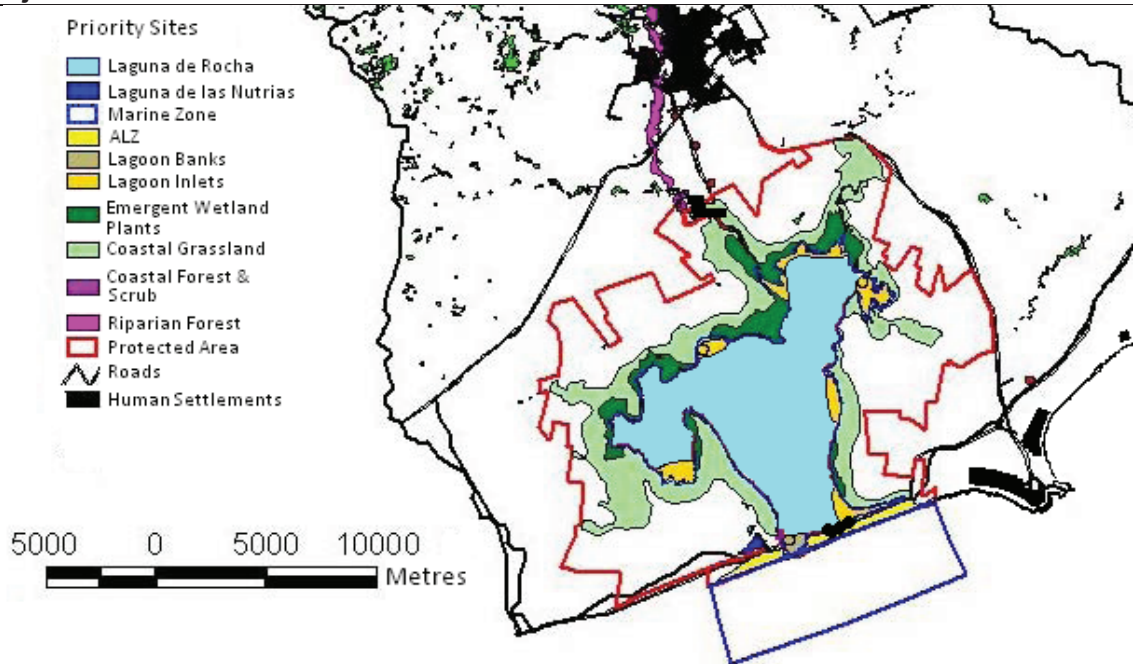 Priority Sites
Laguna de Rocha
Laguna de las Nutrias
Marine Zone
ALZ
Lagoon Banks
Lagoon Inlets
Emergent Wetland
Plants
Coastal Grassland
Coastal Forest &
Scrub
Riparian Forest
Protected Area
Roads
Human Settlements
5000 0 5000 10000
Metres